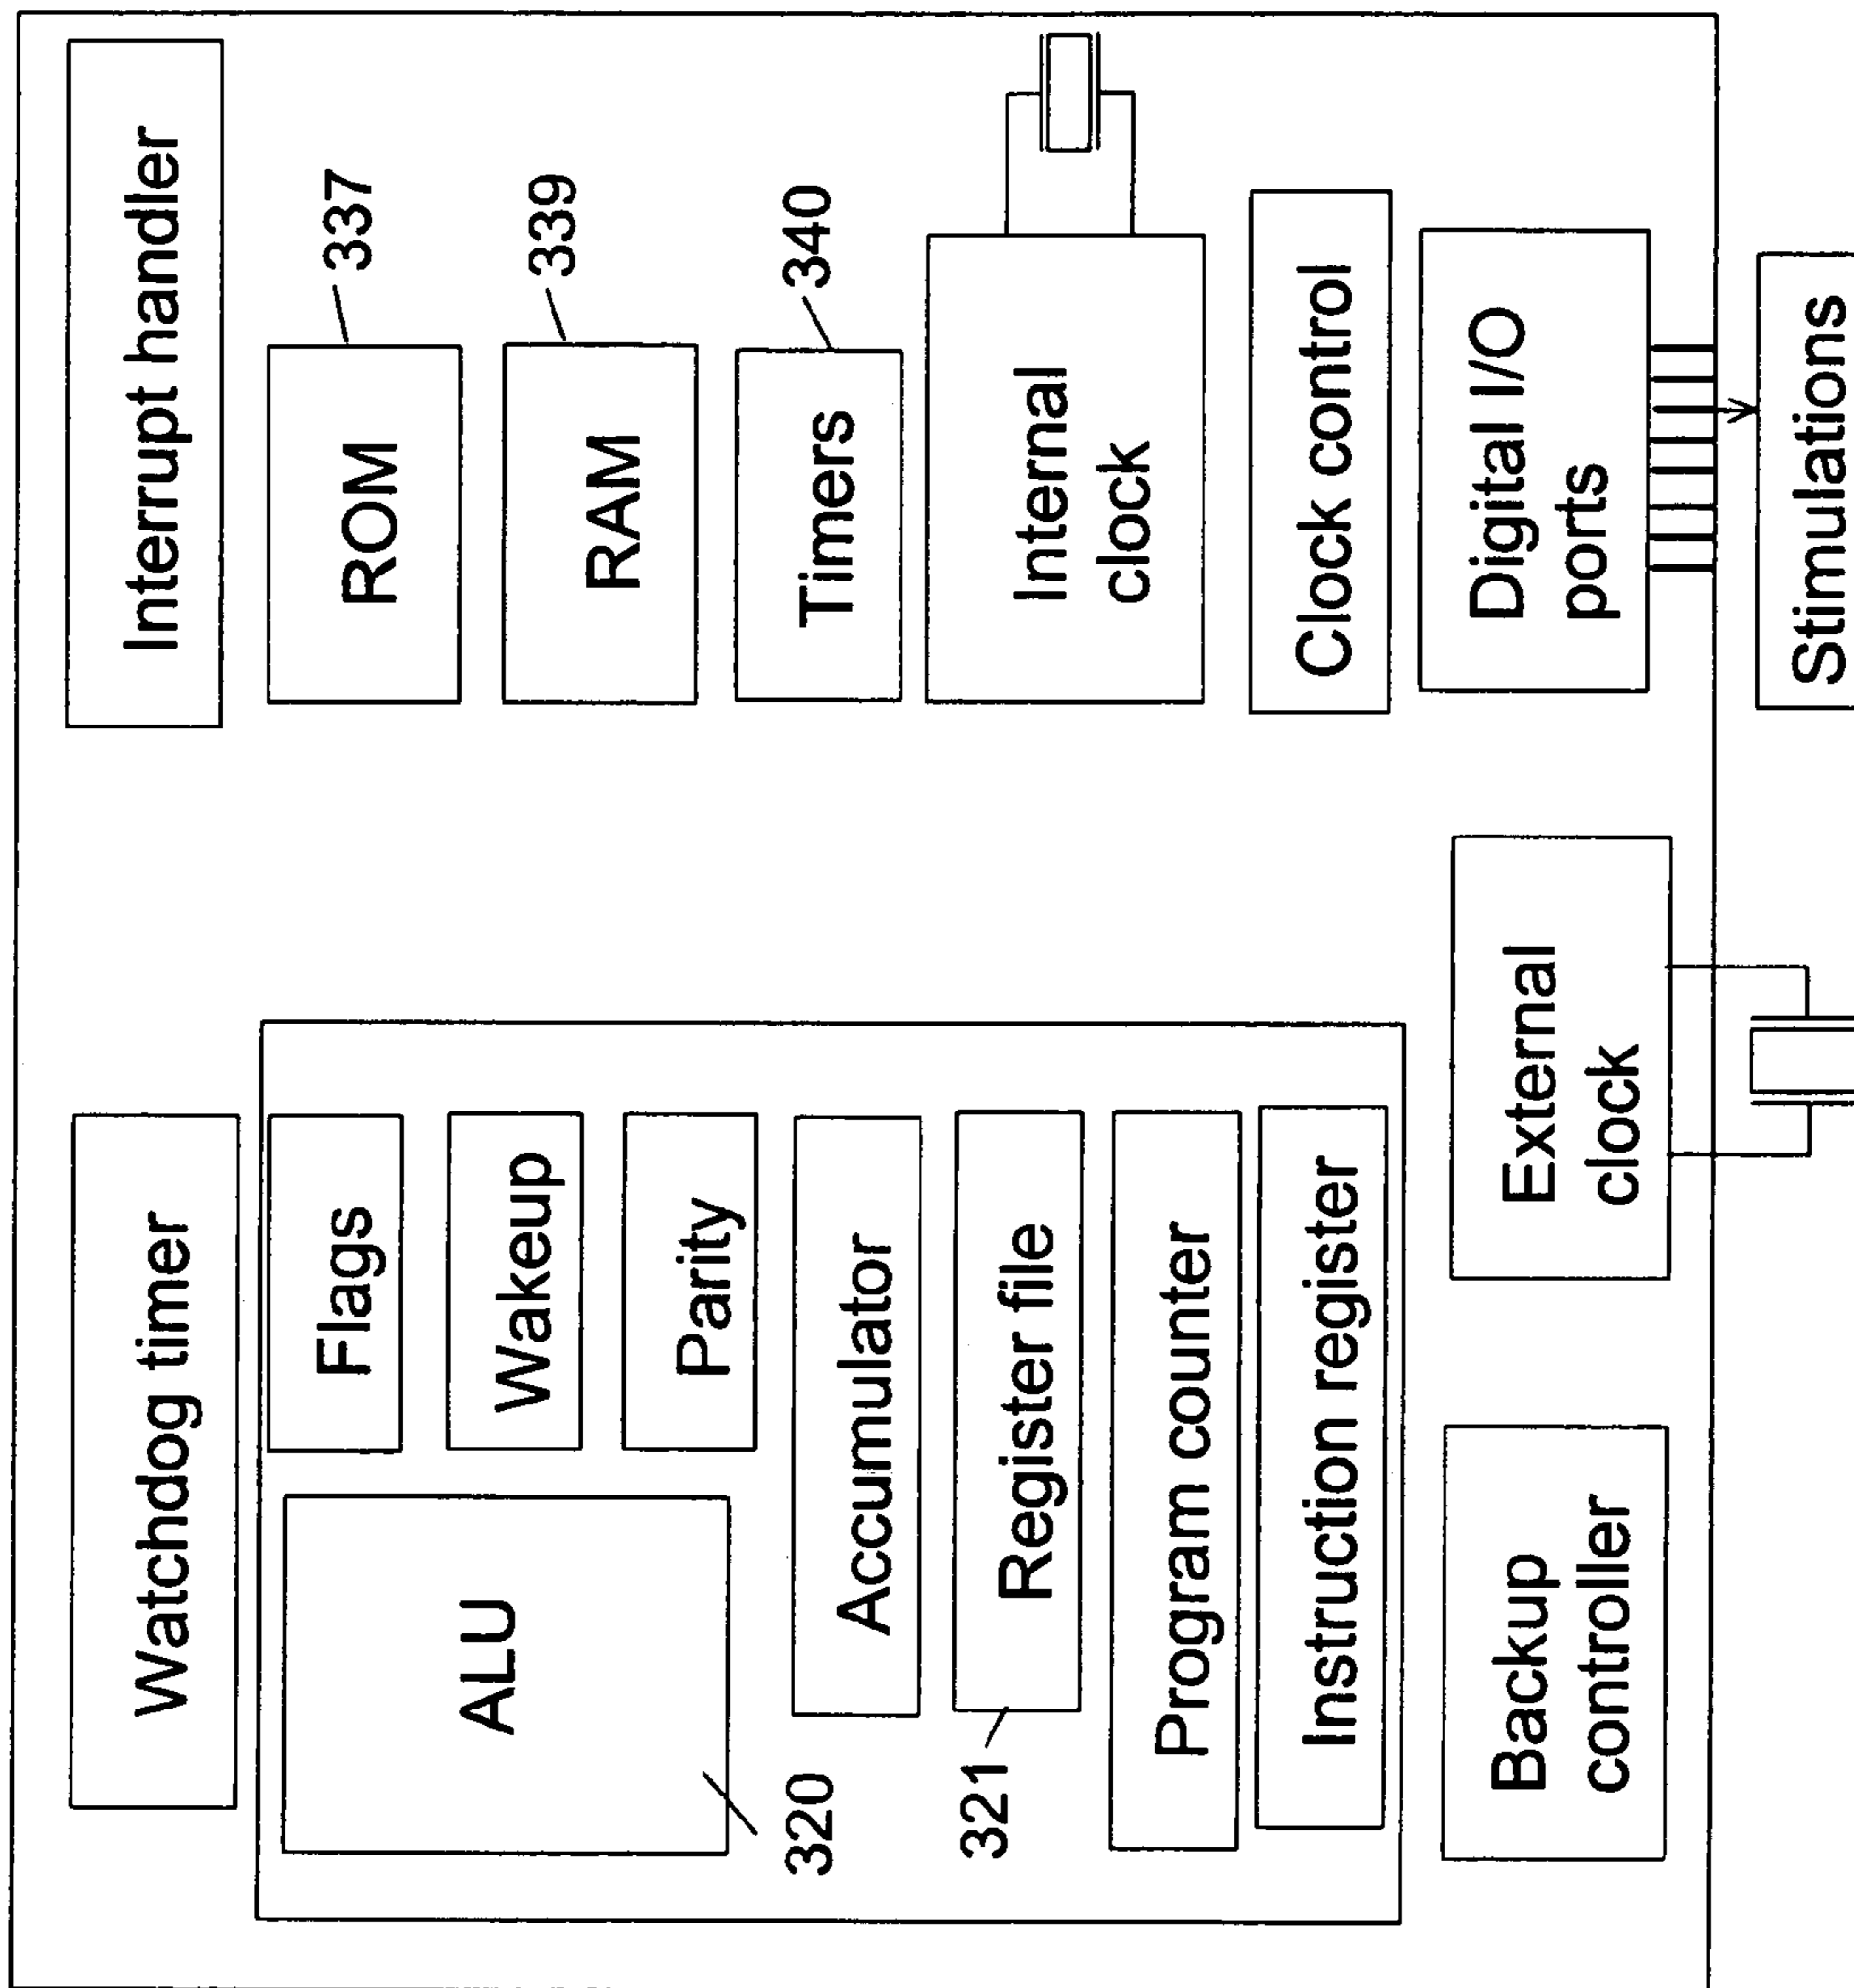 Watchdog timer
ALU
320
Flags
Wakeup
Parity
Accumulator
Register file
321
Program counter
Instruction register
Backup
controller
External
clock
Interrupt handler
ROM
337
RAM
339
Timers
340
Internal
clock
Clock control
Digital I/O
ports
Stimulations